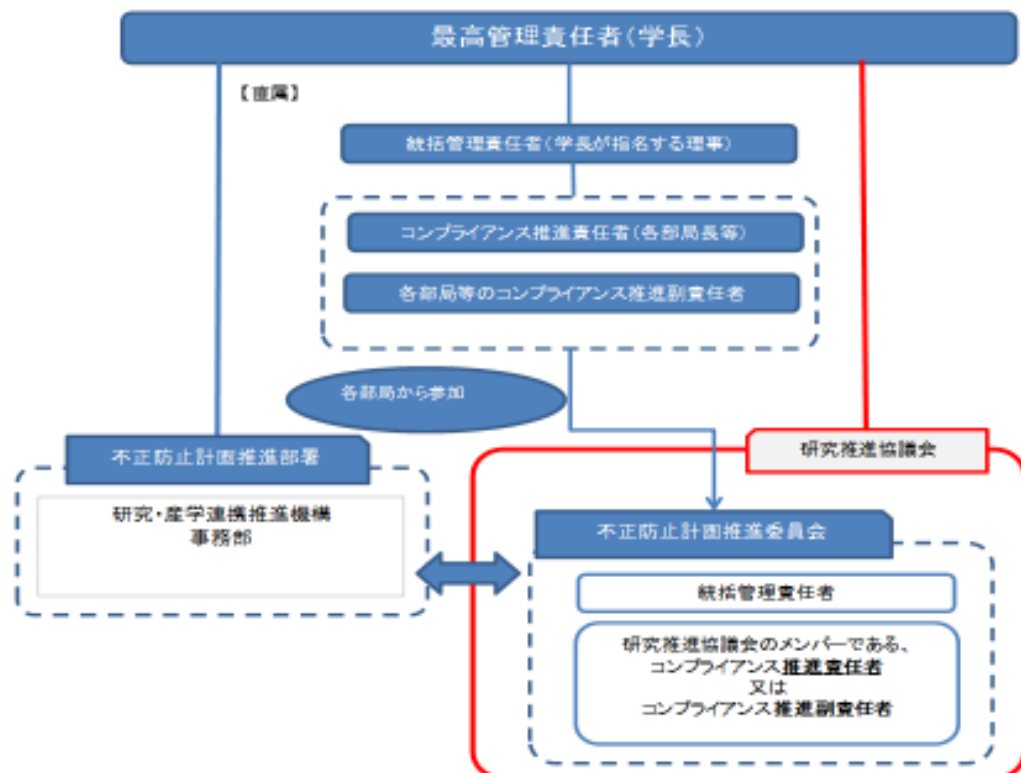 最高管理責任者(学長)
【直属】
統括管理責任者(学長が指名する理事)
コンプライアンス推進責任者(各部局長等)
各部局等のコンプライアンス推進副責任者
各部局から参加
不正防止計画推進部署
研究・産学連携推進機構
事務部
研究推進協議会
不正防止計画推進委員会
統括管理責任者
研究推進協議会のメンバーである、
コンプライアンス推進責任者
又は
コンプライアンス推進副責任者